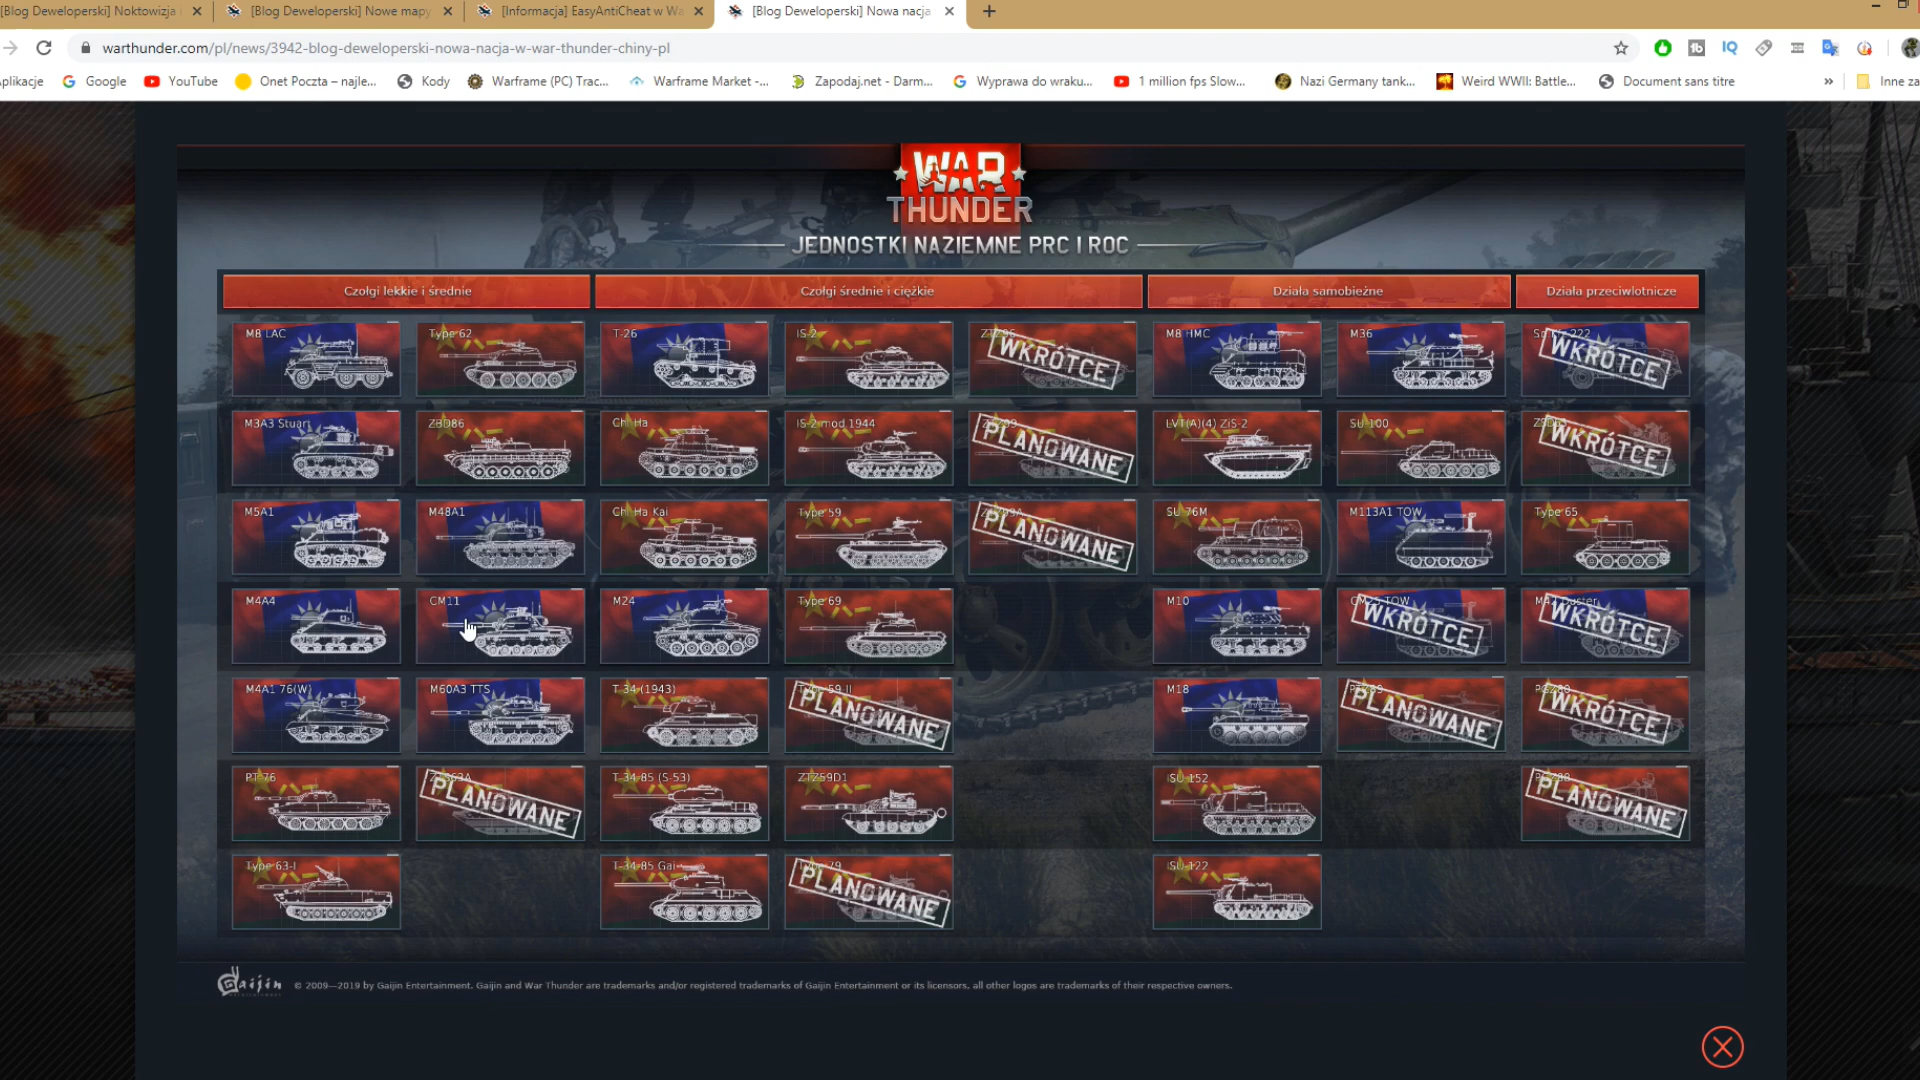 [Blog Deweloperski] Noktowizja
[Blog Deweloperski] Nowe mapy
[Informacja] EasyAntiCheat w Wa
[Blog Deweloperski] Nowa nacja
warthunder.com/pl/news/3942-blog-deweloperski-nowa-nacja-w-war-thunder-chiny-pl
plikacje
Google
YouTube
Onet Poczta – najle...
Kody
Warframe (PC) Trac...
Warframe Market -...
Zapodaj.net - Darm...
Wyprawa do wraku...
1 million fps Slow...
Nazi Germany tank...
Weird WWII: Battle...
Document sans titre
»
Inne za
WAR
THUNDER
JEDNOSTKI NAZIEMNE PRC I ROC
Czołgi lekkie i średnie
Czołgi średnie i ciężkie
Działa samobieżne
Działa przeciwlotnicze
M8 LAC
Type 62
T-26
IS-2
WKRÓTCE
M8 HMC
M36
WKRÓTCE
M3A3 Stuart
ZBD86
Chi Ha
IS-2 mod 1944
PLANOWANE
LVT(A)(4) ZiS-2
SU-100
WKRÓTCE
M5A1
M48A1
Chi Ha Kai
Type 59
PLANOWANE
SU-76M
M113A1 TOW
Type 65
M4A4
CM11
M24
Type 69
M10
WKRÓTCE
WKRÓTCE
M4A1 76(W)
M60A3 TTS
T-34 (1943)
PLANOWANE
M18
PLANOWANE
WKRÓTCE
PT-76
PLANOWANE
T-34-85 (S-53)
ZTZ59D1
ISU-152
PLANOWANE
Type 63-I
T-34-85 Gai
PLANOWANE
ISU-122
Gaijin
© 2009—2019 by Gaijin Entertainment. Gaijin and War Thunder are trademarks and/or registered trademarks of Gaijin Entertainment or its licensors, all other logos are trademarks of their respective owners.